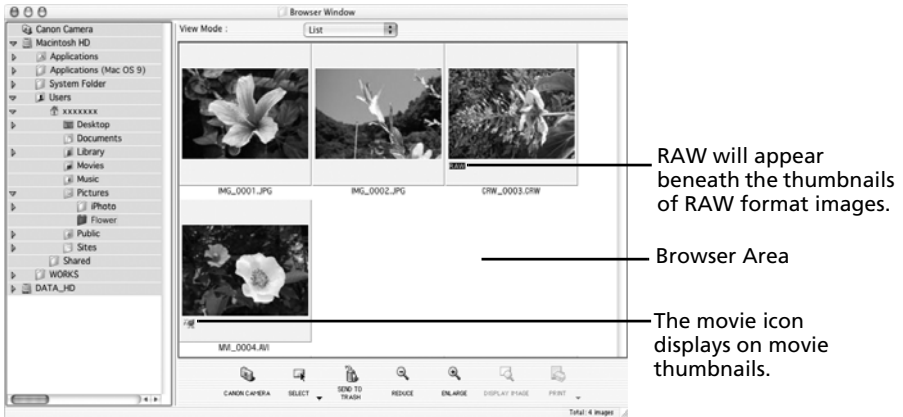 Browser Window
Canon Camera
Macintosh HD
Applications
Applications (Mac OS 9)
System Folder
Users
xxxxxxx
Desktop
Documents
Library
Movies
Music
Pictures
iPhoto
Flower
Public
Sites
Shared
WORKS
DATA_HD
View Mode :
List
RAW
IMG_0001.JPG
IMG_0002.JPG
CRW_0003.CRW
MVI_0004.AVI
CANON CAMERA
SELECT
SEND TO
TRASH
REDUCE
ENLARGE
DISPLAY IMAGE
PRINT
Total: 4 images
RAW will appear
beneath the thumbnails
of RAW format images.
Browser Area
The movie icon
displays on movie
thumbnails.